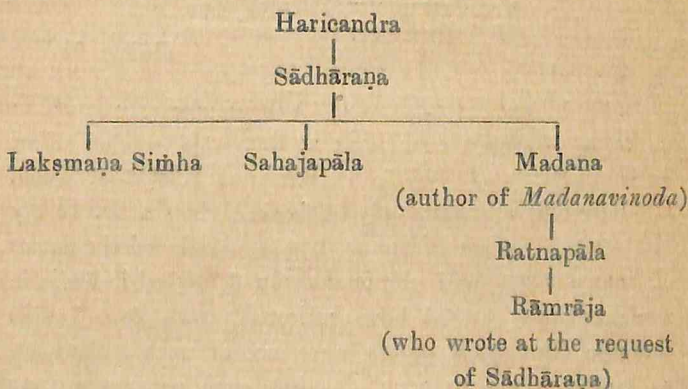 Haricandra
Sādhāraṇa
Lakṣmaṇa Siṁha Sahajapāla Madana
(author of Madanavinoda)
Ratnapāla
Rāmrāja
(who wrote at the request
of Sādhāraṇa)